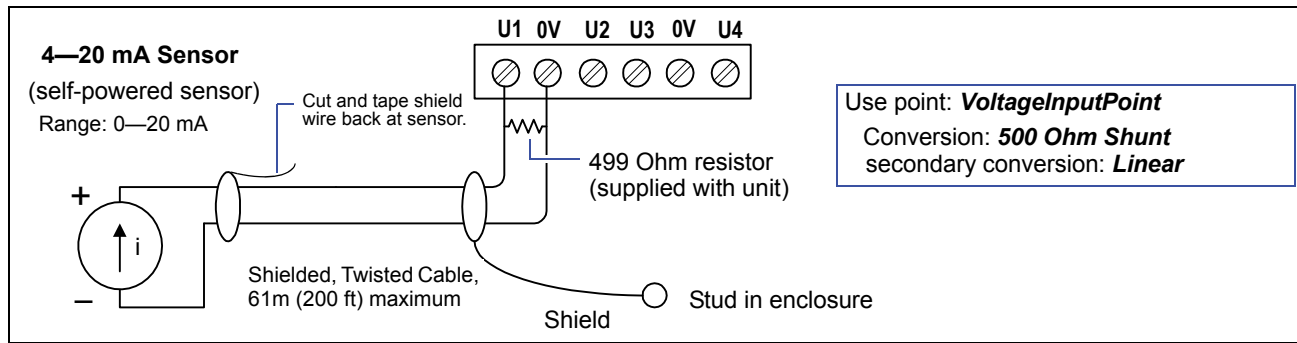 U1 0V U2 U3 0V U4
4—20 mA Sensor
(self-powered sensor)
Range: 0—20 mA
Cut and tape shield
wire back at sensor.
499 Ohm resistor
(supplied with unit)
Use point: VoltageInputPoint
Conversion: 500 Ohm Shunt
secondary conversion: Linear
+
i
–
Shielded, Twisted Cable,
61m (200 ft) maximum
Shield
Stud in enclosure